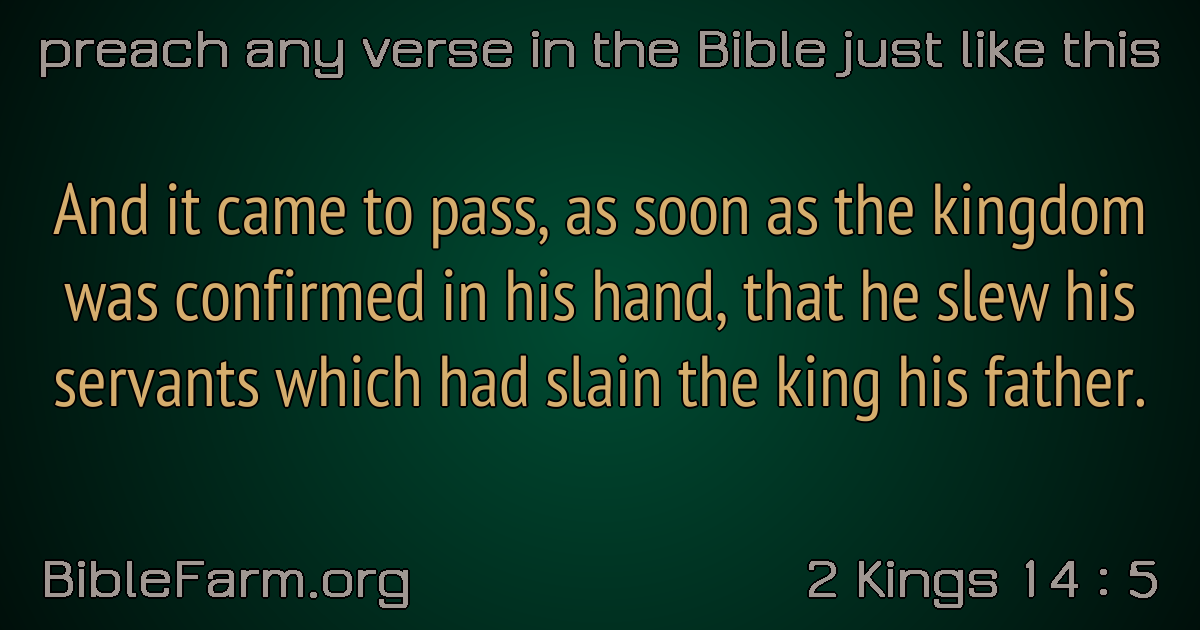 preach any verse in the Bible just like this
And it came to pass, as soon as the kingdom
was confirmed in his hand, that he slew his
servants which had slain the king his father.
BibleFarm.org
2 Kings 14 : 5